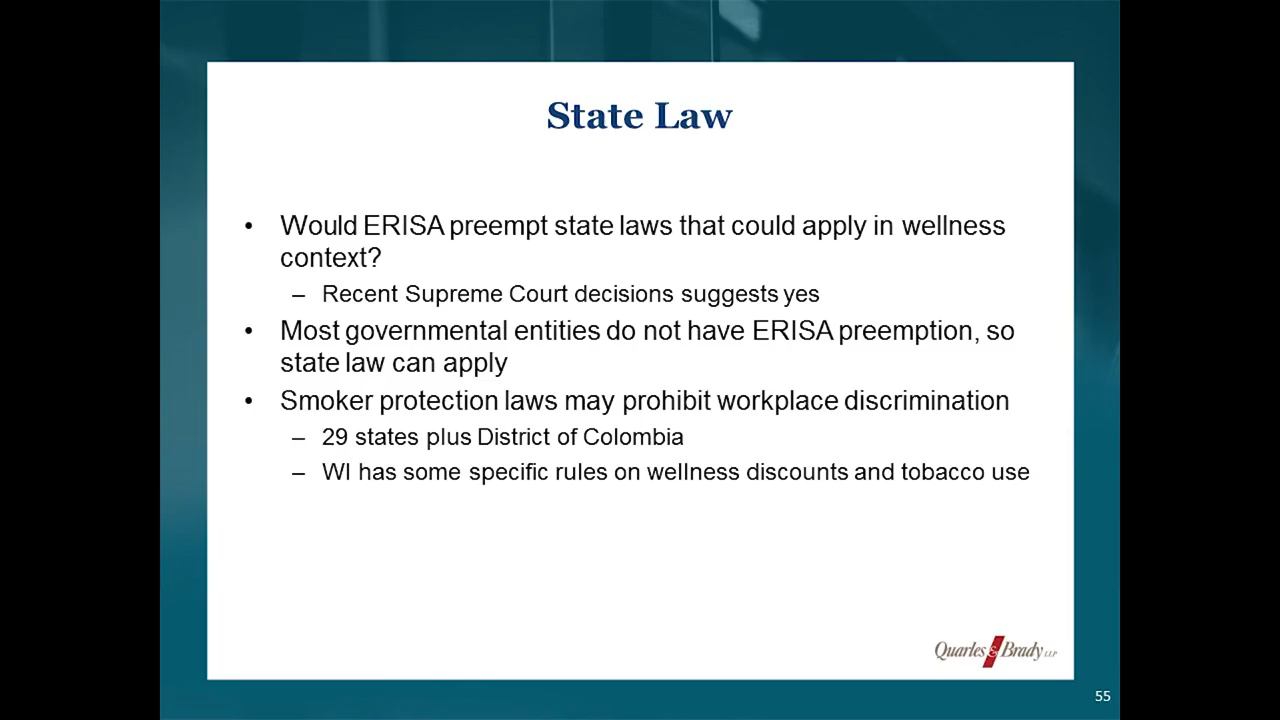 State Law
• Would ERISA preempt state laws that could apply in wellness
context?
– Recent Supreme Court decisions suggests yes
• Most governmental entities do not have ERISA preemption, so
state law can apply
• Smoker protection laws may prohibit workplace discrimination
– 29 states plus District of Colombia
– WI has some specific rules on wellness discounts and tobacco use
Quarles & Brady LLP
55